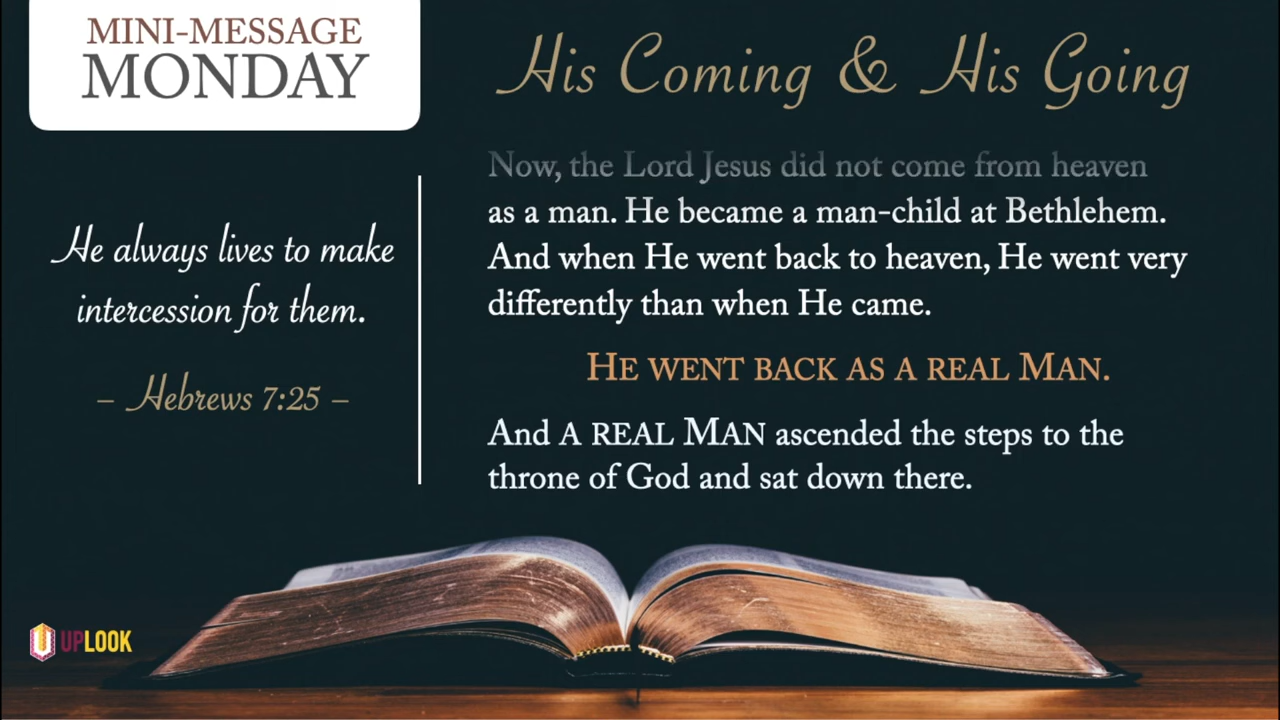 MINI-MESSAGE
MONDAY
His Coming & His Going
He always lives to make
intercession for them.
– Hebrews 7:25 –
Now, the Lord Jesus did not come from heaven
as a man. He became a man-child at Bethlehem.
And when He went back to heaven, He went very
differently than when He came.
HE WENT BACK AS A REAL MAN.
And A REAL MAN ascended the steps to the
throne of God and sat down there.
UPLOOK